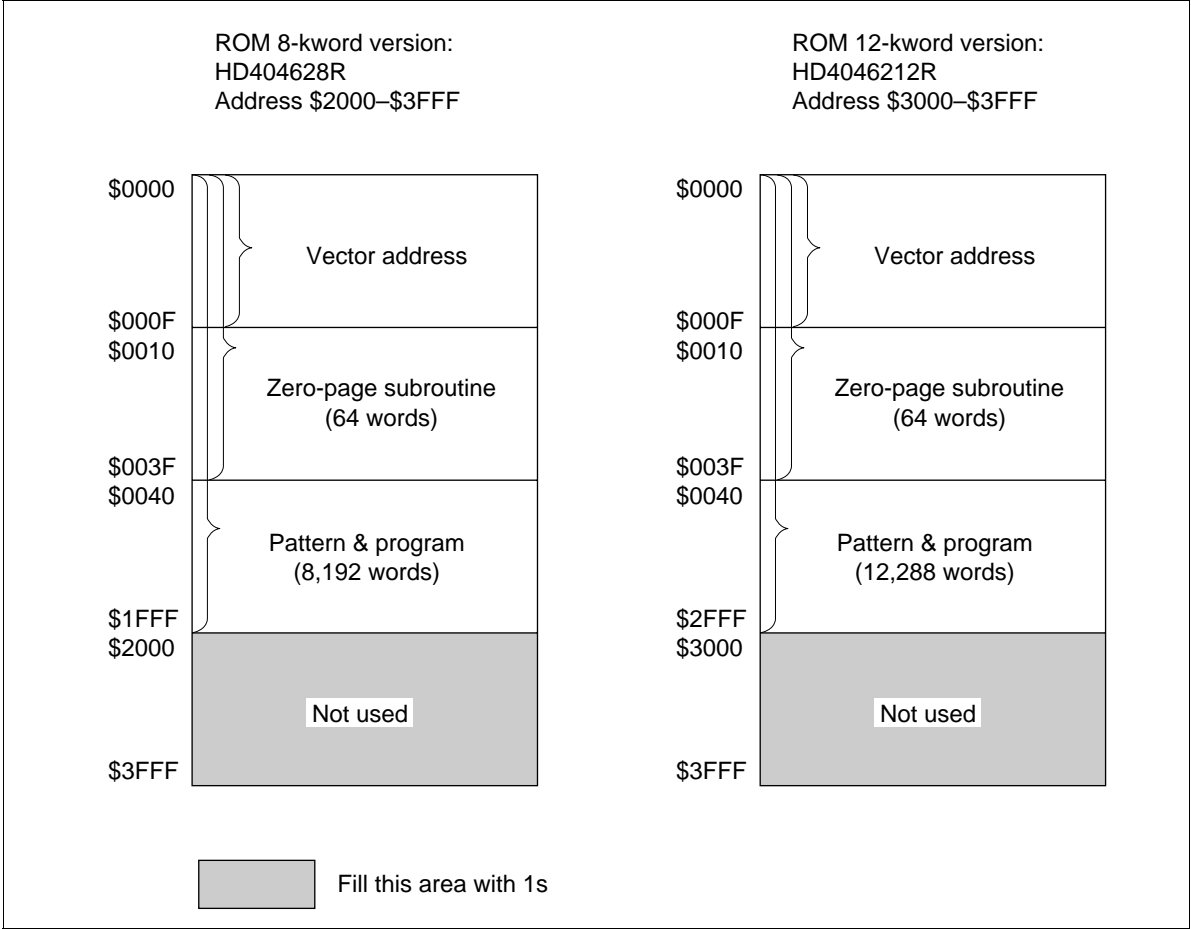 ROM 8-kword version:
HD404628R
Address $2000–$3FFF
$0000
Vector address
$000F
$0010
Zero-page subroutine
(64 words)
$003F
$0040
Pattern & program
(8,192 words)
$1FFF
$2000
Not used
$3FFF
ROM 12-kword version:
HD4046212R
Address $3000–$3FFF
$0000
Vector address
$000F
$0010
Zero-page subroutine
(64 words)
$003F
$0040
Pattern & program
(12,288 words)
$2FFF
$3000
Not used
$3FFF
Fill this area with 1s